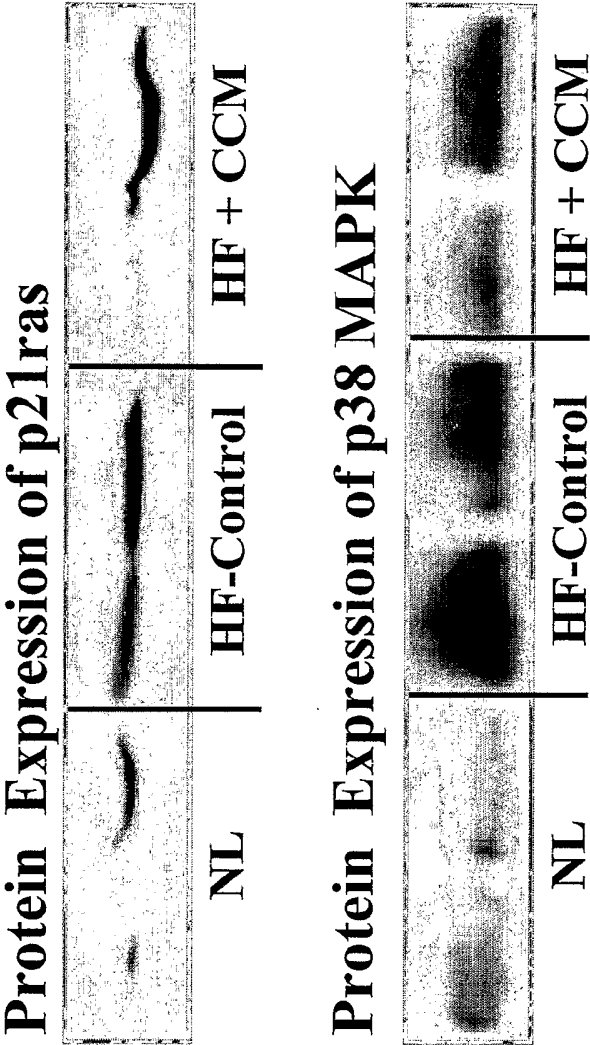 Protein Expression of p21ras
NL
HF-Control
HF + CCM
Protein Expression of p38 MAPK
NL
HF-Control
HF + CCM